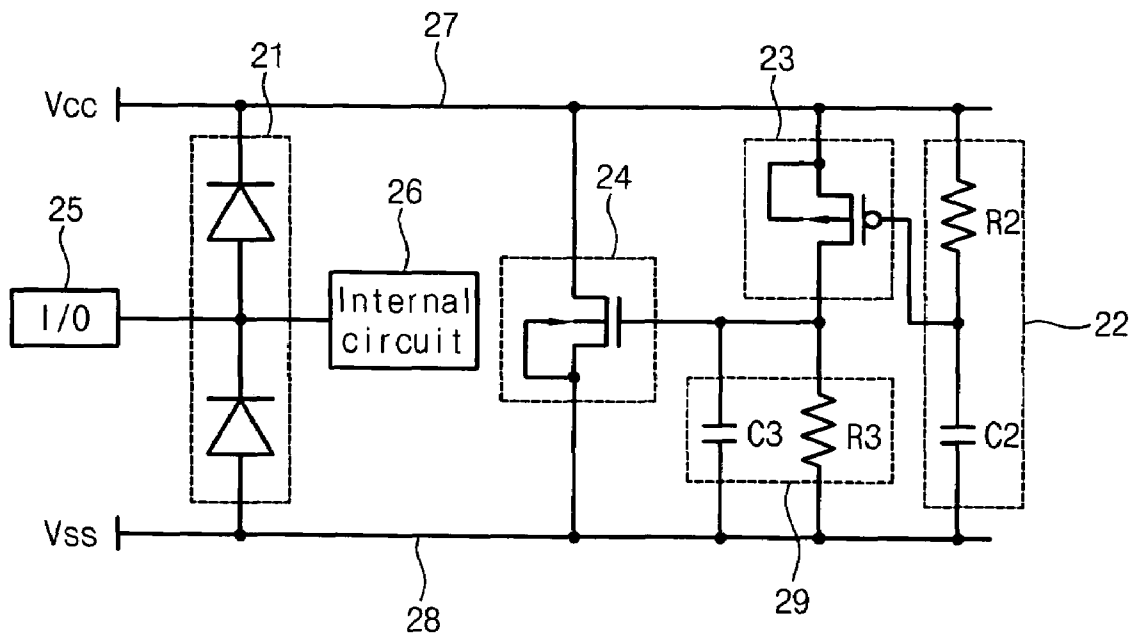 27
21
23
Vcc
24
25
26
R2
I/O
Internal
circuit
22
C3
R3
C2
Vss
28
29